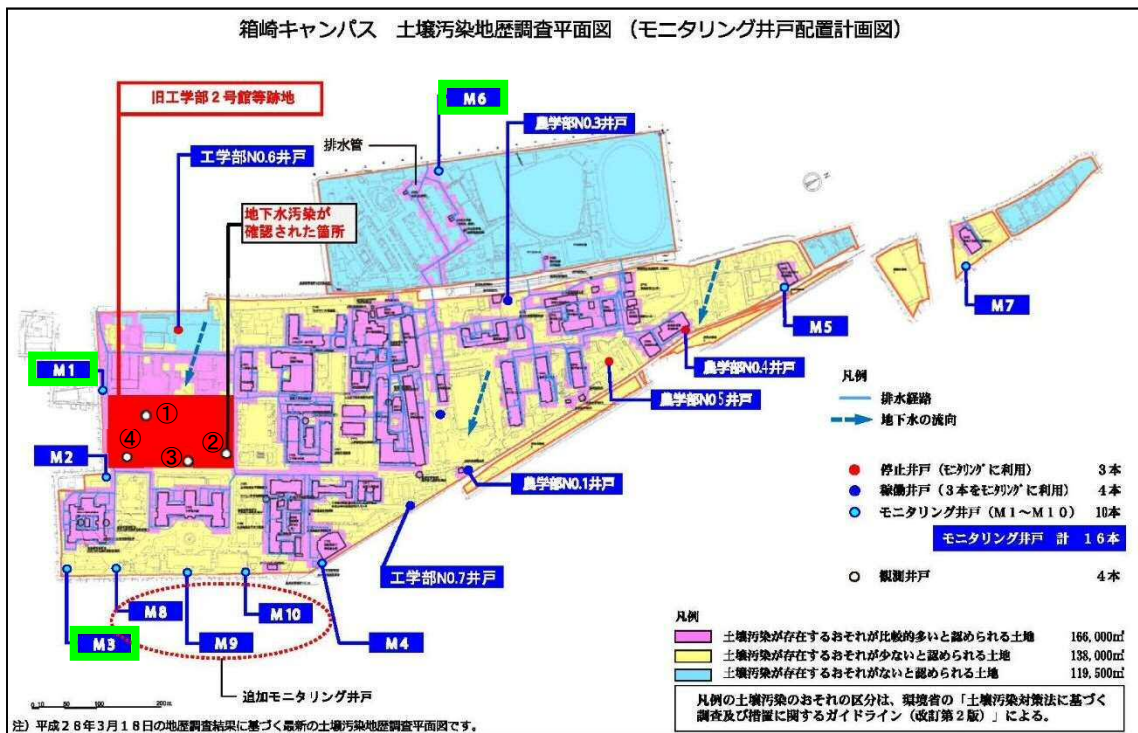 箱崎キャンパス 土壌汚染地歴調査平面図 (モニタリング井戸配置計画図)
旧工学部2号館等跡地
M6
農学部NO.3井戸
排水管
工学部NO.6井戸
地下水汚染が
確認された箇所
M7
M5
M1
農学部NO.4井戸
農学部NO5井戸
①
②
③
④
M2
農学部NO.1井戸
工学部NO.7井戸
M8
M10
M3
M9
M4
追加モニタリング井戸
凡例
排水経路
地下水の流向
停止井戸(モニタリングに利用) 3本
稼働井戸(3本をモニタリングに利用) 4本
モニタリング井戸(M1~M10) 10本
モニタリング井戸 計 16本
観測井戸 4本
凡例
土壌汚染が存在するおそれが比較的多いと認められる土地 166,000㎡
土壌汚染が存在するおそれが少ないと認められる土地 138,000㎡
土壌汚染が存在するおそれがないと認められる土地 119,500㎡
凡例の土壌汚染のおそれの区分は、環境省の「土壌汚染対策法に基づく
調査及び措置に関するガイドライン(改訂第2版)」による。
0 10 50 100 200 m
注)平成28年3月18日の地歴調査結果に基づく最新の土壌汚染地歴調査平面図です。